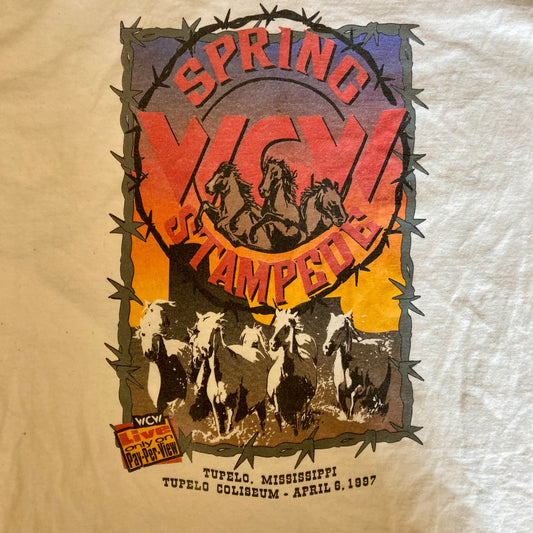 SPRING
WCW
STAMPEDE
WCW
Live
only on
Pay-Per-View
TUPELO, MISSISSIPPI
TUPELO COLISEUM - APRIL 6, 1997